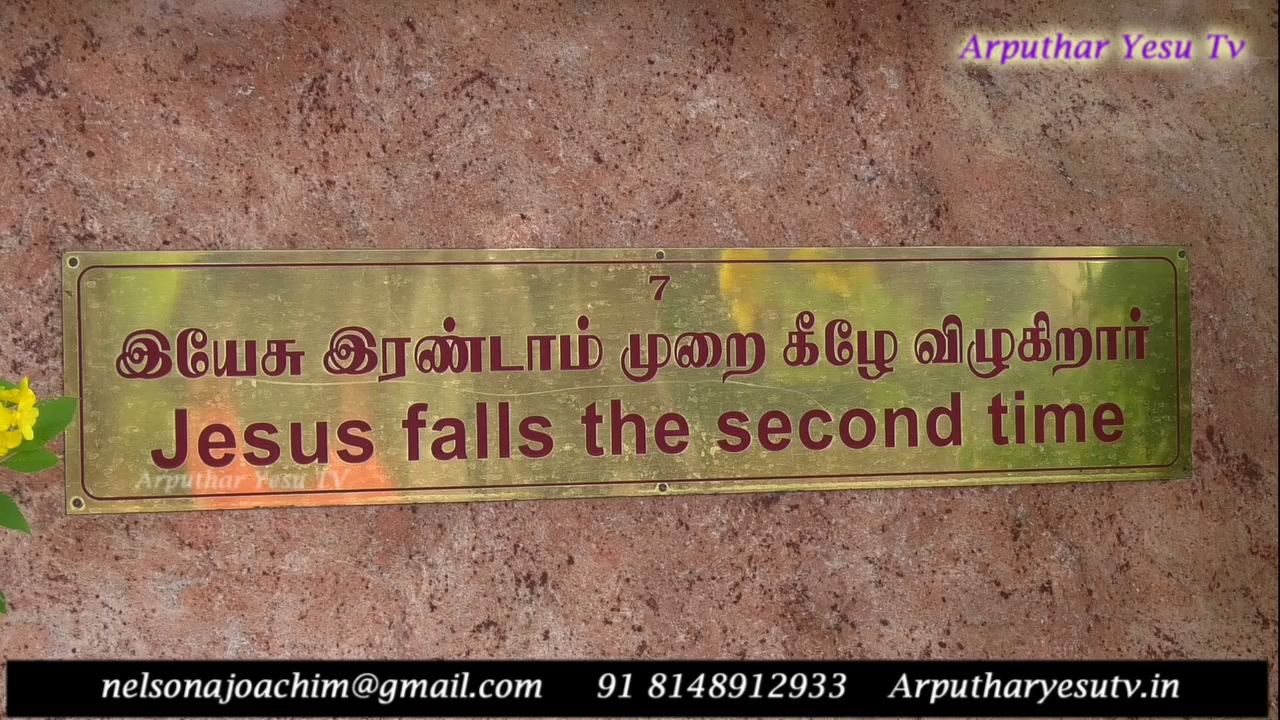 Arputhar Yesu Tv
7
இயேசு இரண்டாம் முறை கீழே விழுகிறார்
Jesus falls the second time
Arputhar Yesu TV
nelsonajoachim@gmail.com 91 8148912933 Arputharyesutv.in